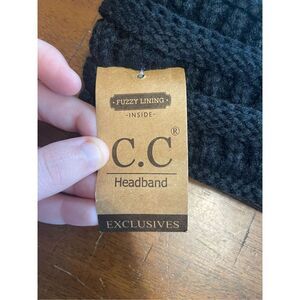 • FUZZY LINING •
-INSIDE-
C.C®
Headband
EXCLUSIVES